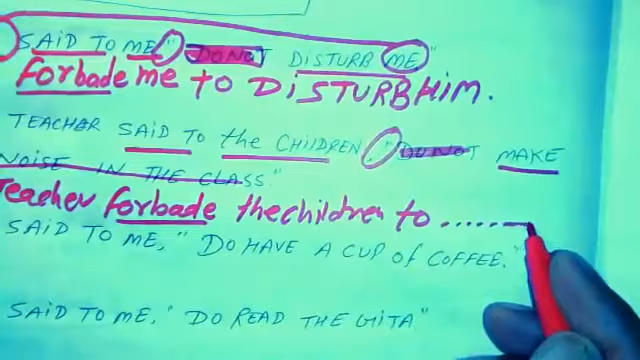 SAID TO ME, "DO NOT DISTURB ME"
forbade me to DISTURB HIM.
TEACHER SAID TO the CHILDREN, "DO NOT MAKE
NOISE IN THE CLASS."
Teacher forbade the children to ........
SAID TO ME, "DO HAVE A CUP of COFFEE."
SAID TO ME, "DO READ THE GITA"